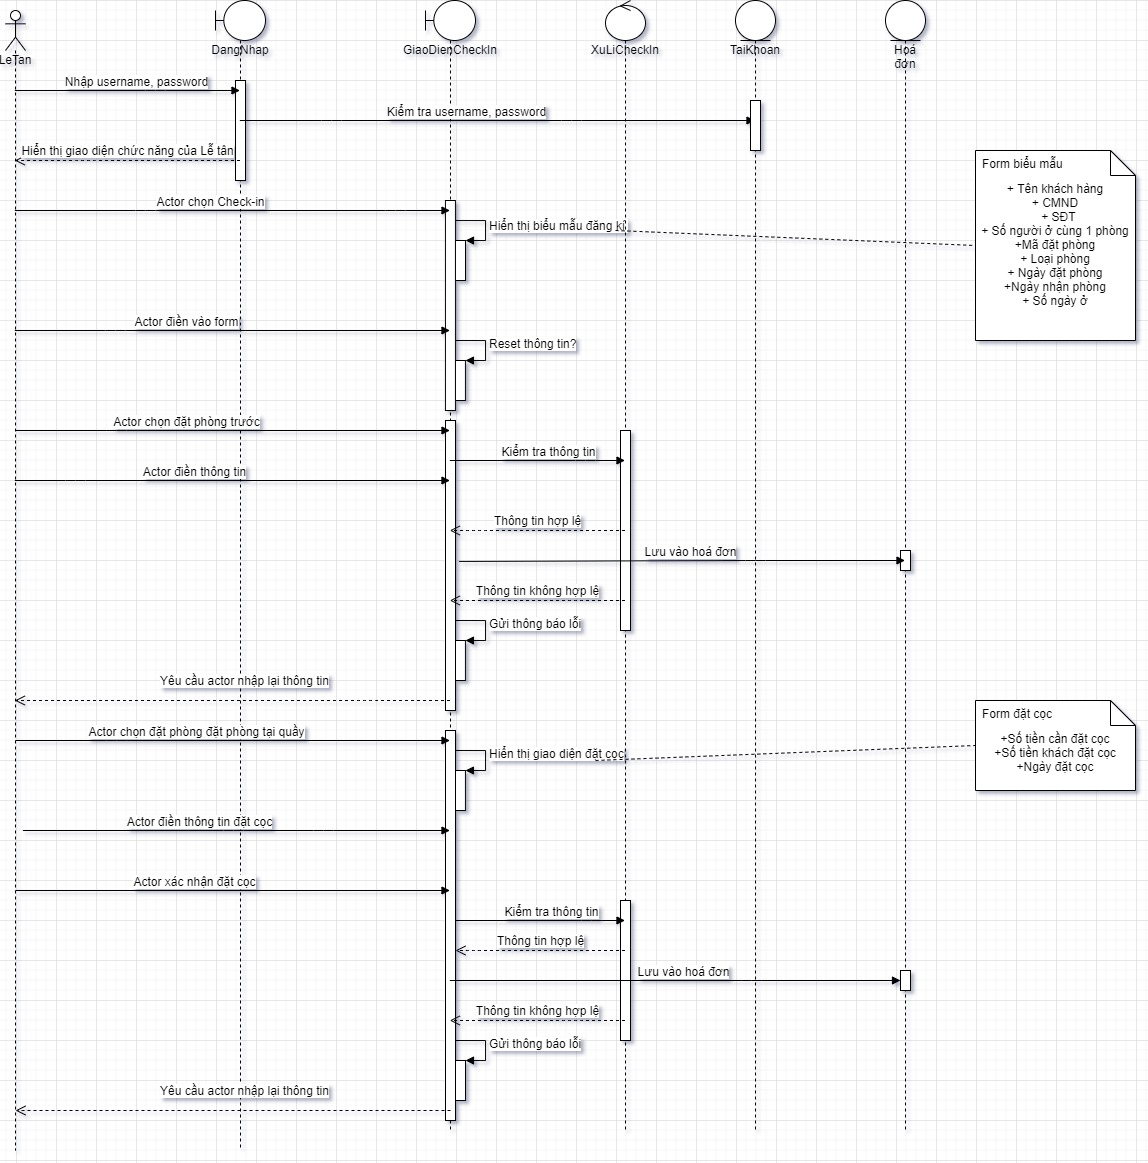 LeTan
DangNhap
GiaoDienCheckIn
XuLiCheckIn
TaiKhoan
Hoá
đơn
Nhập username, password
Kiểm tra username, password
Hiển thị giao diện chức năng của Lễ tân
Form biểu mẫu
+ Tên khách hàng
+ CMND
+ SĐT
+ Số người ở cùng 1 phòng
+Mã đặt phòng
+ Loại phòng
+ Ngày đặt phòng
+Ngày nhận phòng
+ Số ngày ở
Actor chọn Check-in
Hiển thị biểu mẫu đăng kí
Actor điền vào form
Reset thông tin?
Actor chọn đặt phòng trước
Kiểm tra thông tin
Actor điền thông tin
Thông tin hợp lệ
Lưu vào hoá đơn
Thông tin không hợp lệ
Gửi thông báo lỗi
Yêu cầu actor nhập lại thông tin
Form đặt cọc
+Số tiền cần đặt cọc
+Số tiền khách đặt cọc
+Ngày đặt cọc
Actor chọn đặt phòng đặt phòng tại quầy
Hiển thị giao diện đặt cọc
Actor điền thông tin đặt cọc
Actor xác nhận đặt cọc
Kiểm tra thông tin
Thông tin hợp lệ
Lưu vào hoá đơn
Thông tin không hợp lệ
Gửi thông báo lỗi
Yêu cầu actor nhập lại thông tin